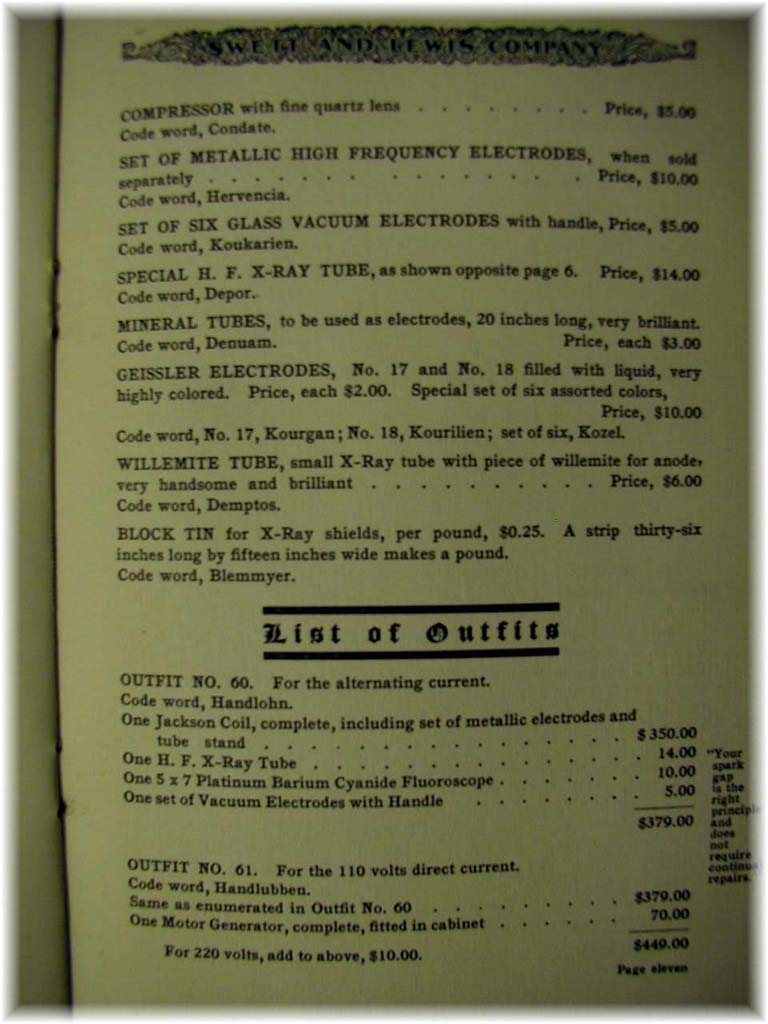 SWETT AND LEWIS COMPANY
COMPRESSOR with fine quartz lens . . . . . . . . Price, $5.00
Code word, Condate.
SET OF METALLIC HIGH FREQUENCY ELECTRODES, when sold
separately . . . . . . . . . . . . . . Price, $10.00
Code word, Hervencia.
SET OF SIX GLASS VACUUM ELECTRODES with handle, Price, $5.00
Code word, Koukarien.
SPECIAL H. F. X-RAY TUBE, as shown opposite page 6. Price, $14.00
Code word, Depor.
MINERAL TUBES, to be used as electrodes, 20 inches long, very brilliant.
Code word, Denuam. Price, each $3.00
GEISSLER ELECTRODES, No. 17 and No. 18 filled with liquid, very
highly colored. Price, each $2.00. Special set of six assorted colors,
Price, $10.00
Code word, No. 17, Kourgan; No. 18, Kourilien; set of six, Kozel.
WILLEMITE TUBE, small X-Ray tube with piece of willemite for anode,
very handsome and brilliant . . . . . . . . . . Price, $6.00
Code word, Demptos.
BLOCK TIN for X-Ray shields, per pound, $0.25. A strip thirty-six
inches long by fifteen inches wide makes a pound.
Code word, Blemmyer.
List of Outfits
OUTFIT NO. 60. For the alternating current.
Code word, Handlohn.
One Jackson Coil, complete, including set of metallic electrodes and
tube stand . . . . . . . . . . . . . . . . . $350.00
One H. F. X-Ray Tube . . . . . . . . . . . . . . 14.00
One 5 x 7 Platinum Barium Cyanide Fluoroscope . . . . . . 10.00
One set of Vacuum Electrodes with Handle . . . . . . 5.00
$379.00
"Your
spark
gap
is the
right
principle
and
does
not
require
continual
repairs."
OUTFIT NO. 61. For the 110 volts direct current.
Code word, Handlubben.
Same as enumerated in Outfit No. 60 . . . . . . . . $379.00
One Motor Generator, complete, fitted in cabinet . . . . . 70.00
$449.00
For 220 volts, add to above, $10.00.
Page eleven